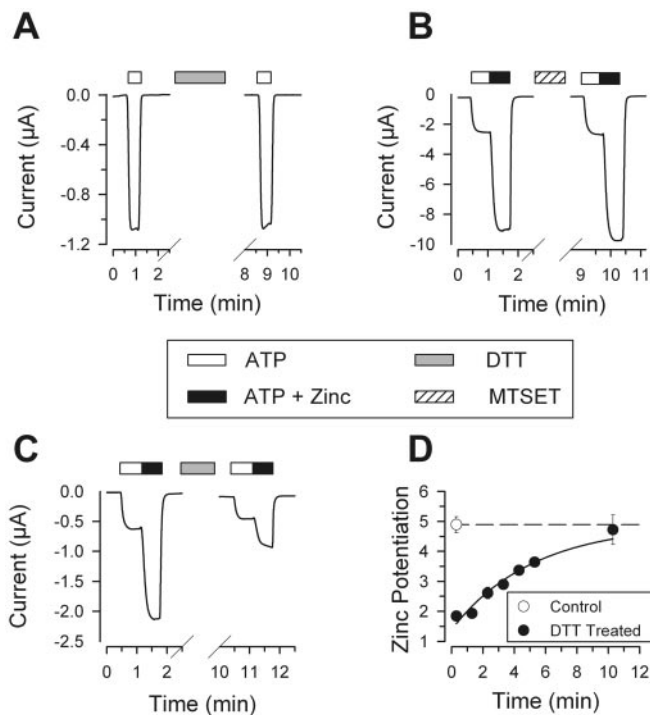 A
0.0
-0.3
-0.6
-0.9
-1.2
Current (µA)
0 1 2 8 9 10
Time (min)
B
0
-2
-4
-6
-8
-10
Current (µA)
0 1 2 9 10 11
Time (min)
ATP
DTT
ATP + Zinc
MTSET
C
0.0
-0.5
-1.0
-1.5
-2.0
-2.5
Current (µA)
0 1 2 10 11 12
Time (min)
D
6
5
4
3
2
1
Zinc Potentiation
Control
DTT Treated
0 2 4 6 8 10 12
Time (min)